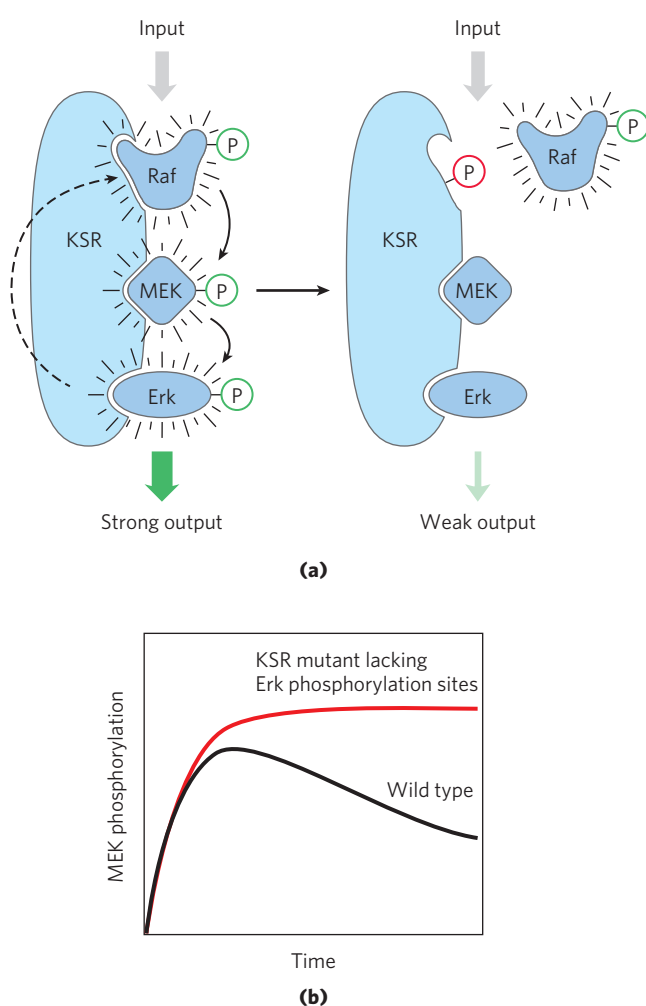 Input
Input
P
Raf
P
Raf
P
KSR
KSR
MEK
P
MEK
Erk
P
Erk
Strong output
Weak output
(a)
KSR mutant lacking
Erk phosphorylation sites
Wild type
MEK phosphorylation
Time
(b)